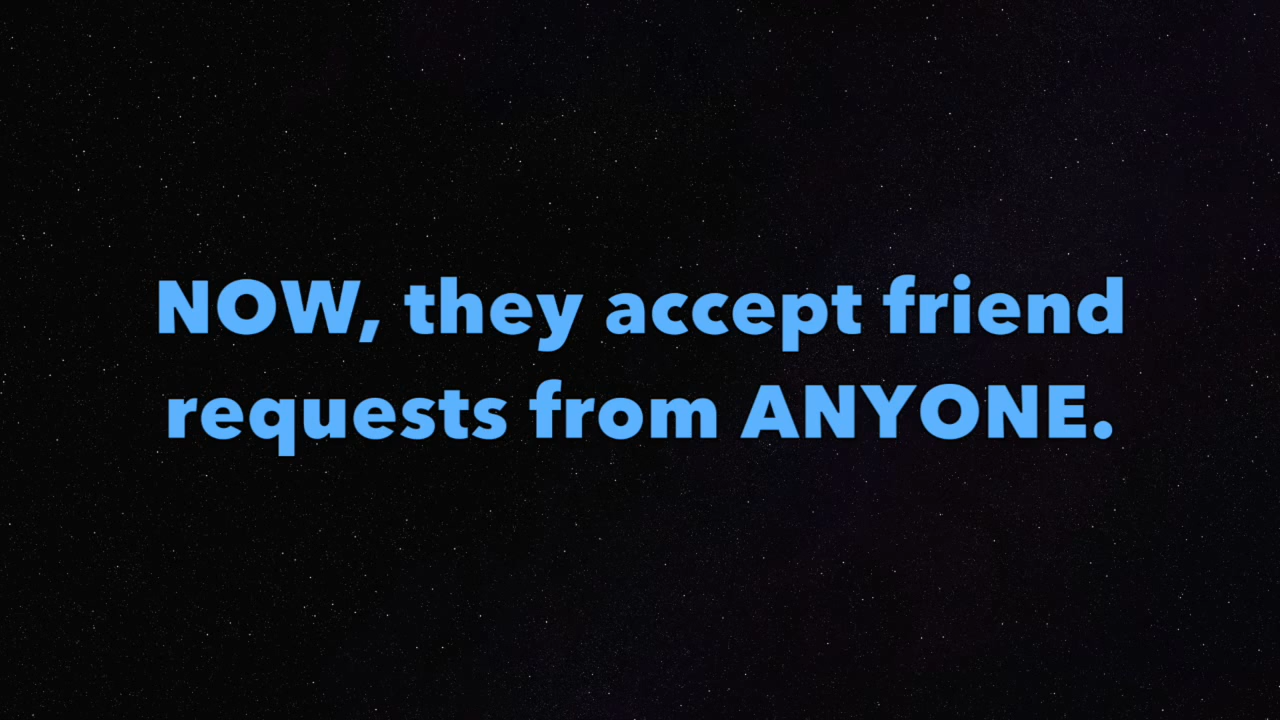 NOW, they accept friend
requests from ANYONE.